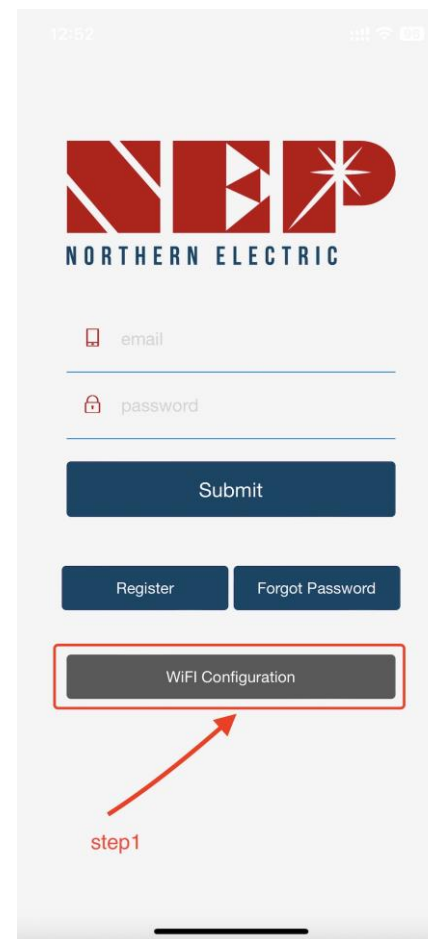 12:52
NEP
NORTHERN ELECTRIC
email
password
Submit
Register
Forgot Password
WiFI Configuration
step1